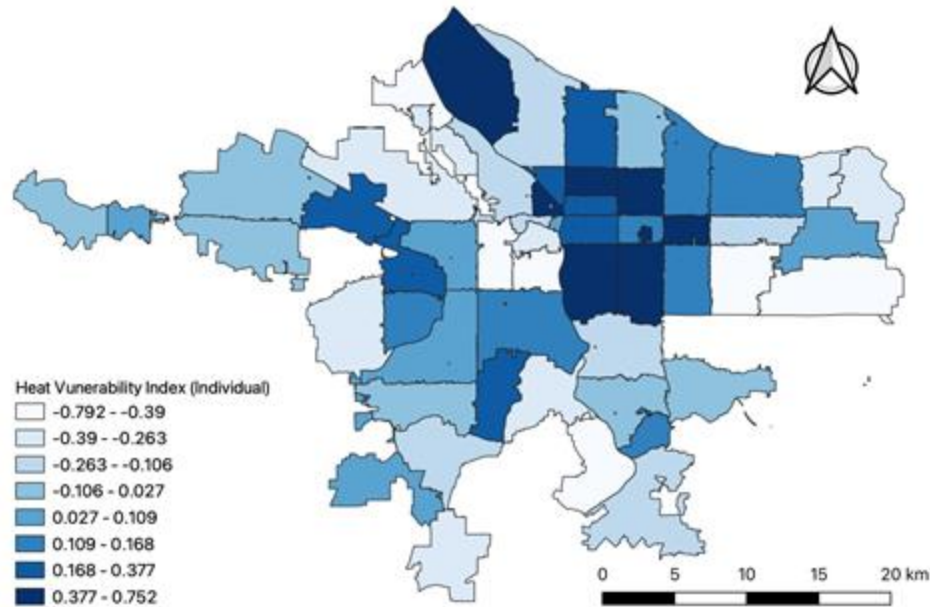 Heat Vunerability Index (Individual)
-0.792 - -0.39
-0.39 - -0.263
-0.263 - -0.106
-0.106 - 0.027
0.027 - 0.109
0.109 - 0.168
0.168 - 0.377
0.377 - 0.752
0 5 10 15 20 km